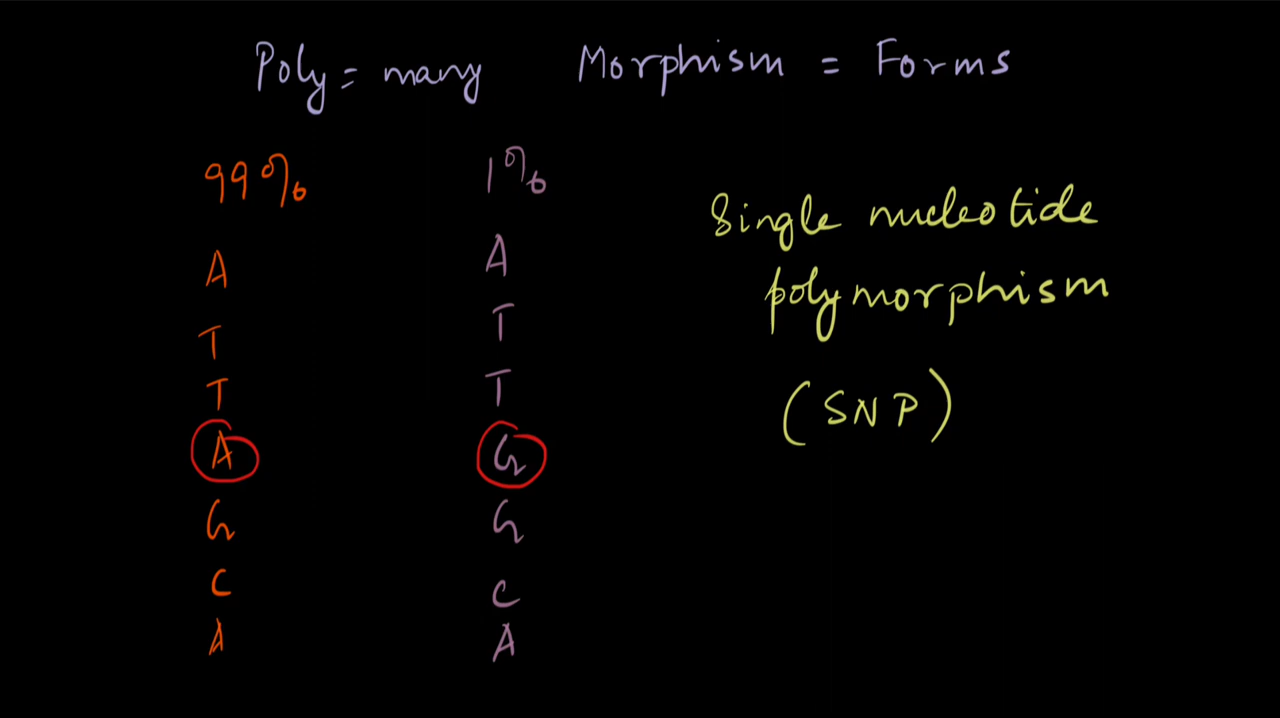 Poly = many Morphism = Forms
99% 1%
A A
T T
T T
A G
G G
C C
A A
Single nucleotide
polymorphism
(SNP)